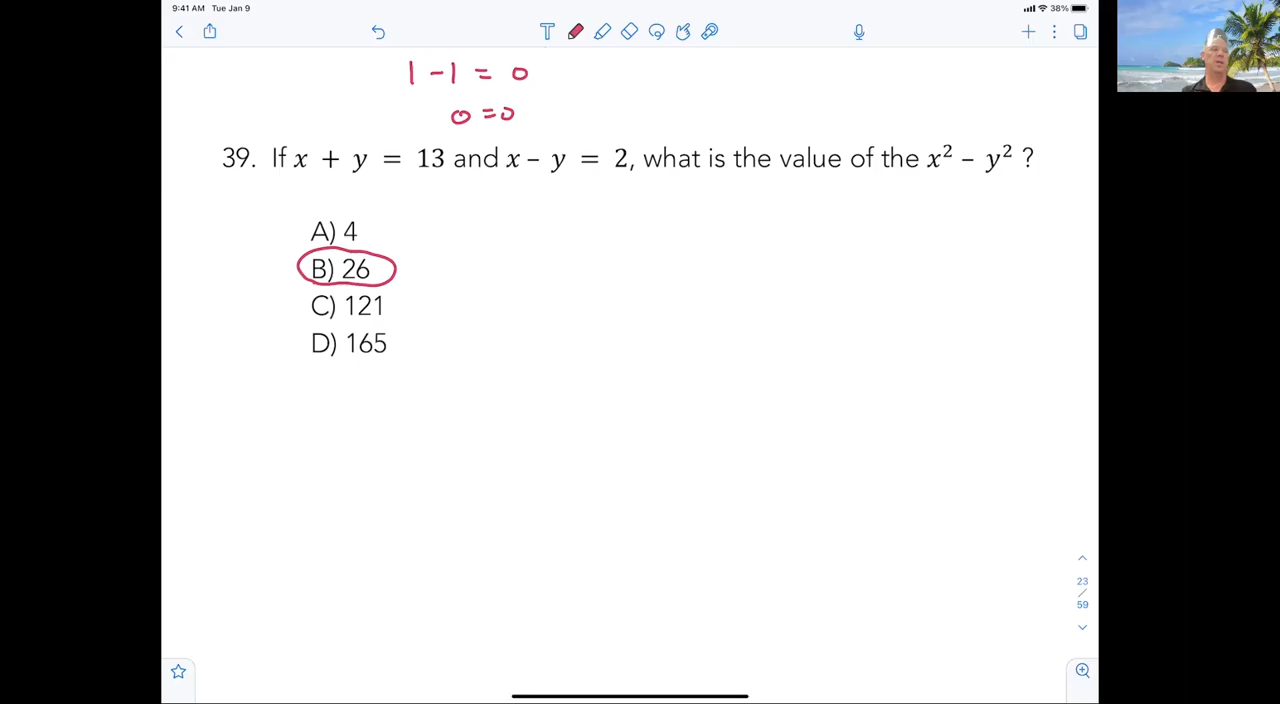 9:41 AM Tue Jan 9
38%
1 - 1 = 0
0 = 0
39. If x + y = 13 and x – y = 2, what is the value of the x² – y² ?
A) 4
B) 26
C) 121
D) 165
23
/
59